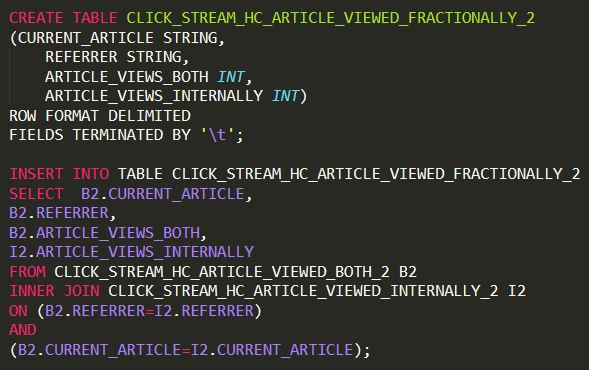 CREATE TABLE CLICK_STREAM_HC_ARTICLE_VIEWED_FRACTIONALLY_2
(CURRENT_ARTICLE STRING,
REFERRER STRING,
ARTICLE_VIEWS_BOTH INT,
ARTICLE_VIEWS_INTERNALLY INT)
ROW FORMAT DELIMITED
FIELDS TERMINATED BY '\t';
INSERT INTO TABLE CLICK_STREAM_HC_ARTICLE_VIEWED_FRACTIONALLY_2
SELECT  B2.CURRENT_ARTICLE,
B2.REFERRER,
B2.ARTICLE_VIEWS_BOTH,
I2.ARTICLE_VIEWS_INTERNALLY
FROM CLICK_STREAM_HC_ARTICLE_VIEWED_BOTH_2 B2
INNER JOIN CLICK_STREAM_HC_ARTICLE_VIEWED_INTERNALLY_2 I2
ON (B2.REFERRER=I2.REFERRER)
AND
(B2.CURRENT_ARTICLE=I2.CURRENT_ARTICLE);